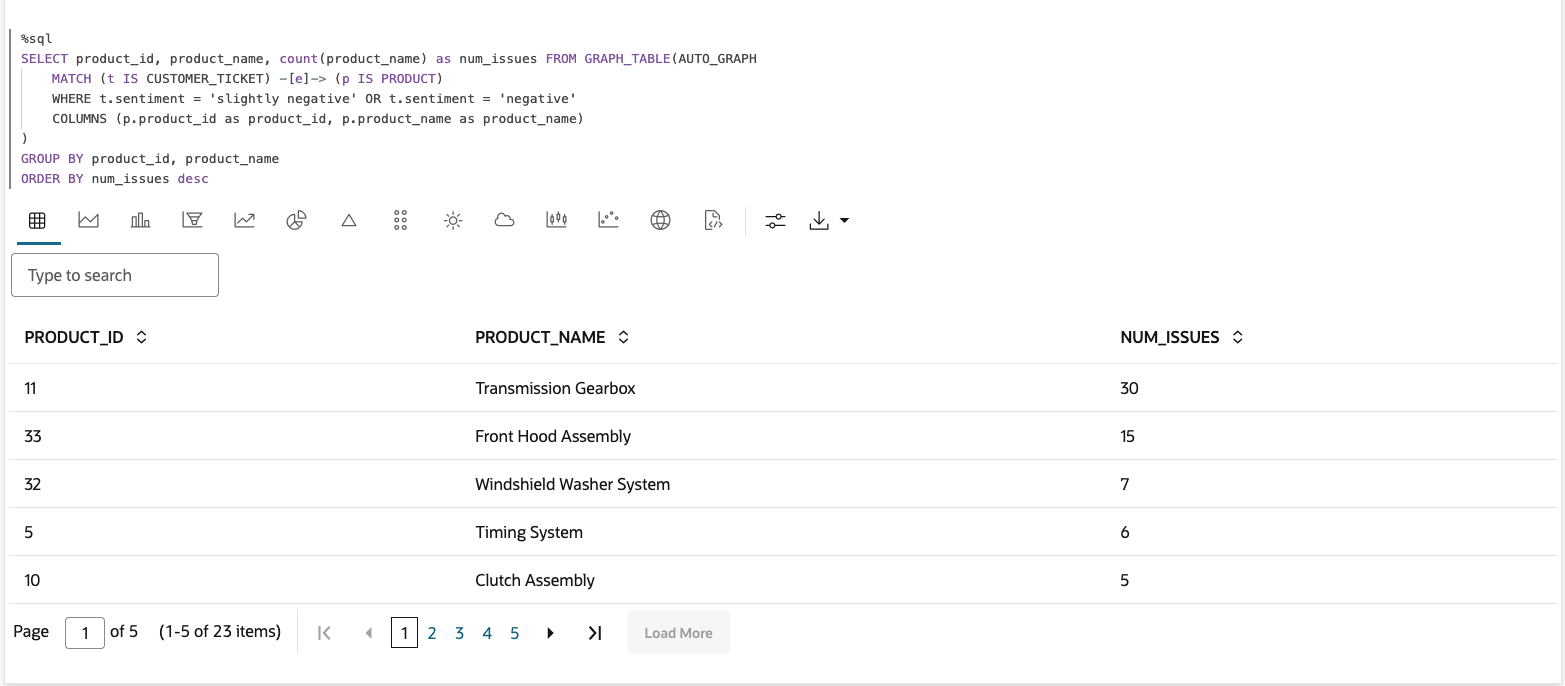 %sql
SELECT product_id, product_name, count(product_name) as num_issues FROM GRAPH_TABLE(AUTO_GRAPH
    MATCH (t IS CUSTOMER_TICKET) -[e]-> (p IS PRODUCT)
    WHERE t.sentiment = 'slightly negative' OR t.sentiment = 'negative'
    COLUMNS (p.product_id as product_id, p.product_name as product_name)
)
GROUP BY product_id, product_name
ORDER BY num_issues desc
Type to search
PRODUCT_ID PRODUCT_NAME NUM_ISSUES
11 Transmission Gearbox 30
33 Front Hood Assembly 15
32 Windshield Washer System 7
5 Timing System 6
10 Clutch Assembly 5
Page 1 of 5 (1-5 of 23 items) 1 2 3 4 5 Load More